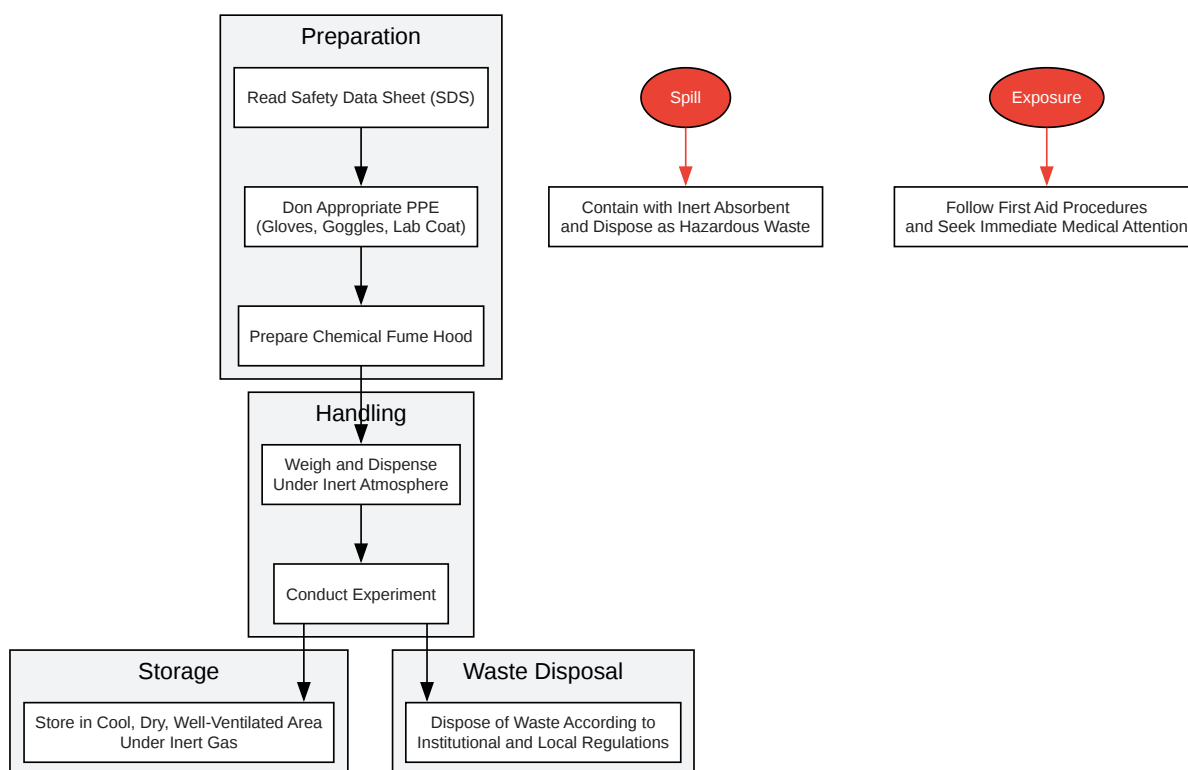 Preparation
Read Safety Data Sheet (SDS)
Don Appropriate PPE
(Gloves, Goggles, Lab Coat)
Prepare Chemical Fume Hood
Spill
Contain with Inert Absorbent
and Dispose as Hazardous Waste
Exposure
Follow First Aid Procedures
and Seek Immediate Medical Attention
Handling
Weigh and Dispense
Under Inert Atmosphere
Conduct Experiment
Storage
Store in Cool, Dry, Well-Ventilated Area
Under Inert Gas
Waste Disposal
Dispose of Waste According to
Institutional and Local Regulations